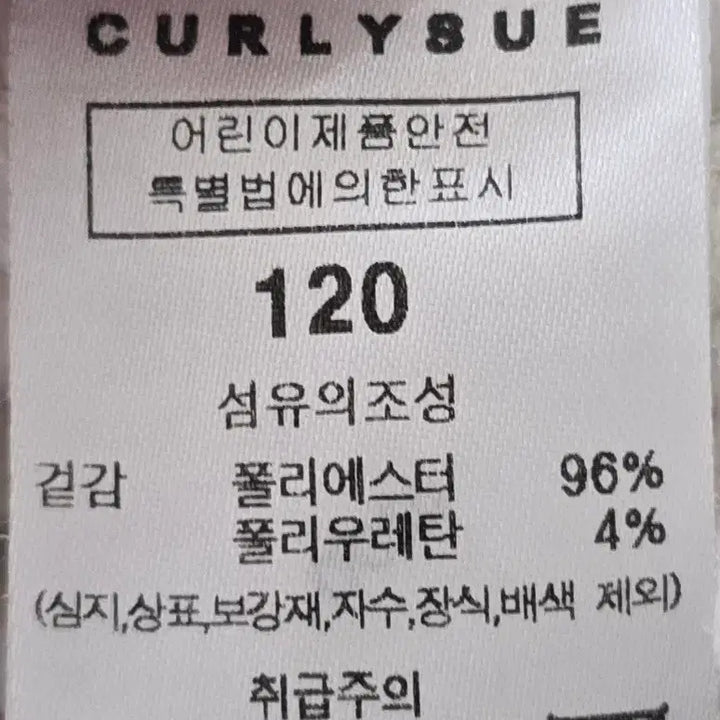 CURLYSUE
어린이제품안전
특별법에의한표시
120
섬유의조성
겉감 폴리에스터 96%
폴리우레탄 4%
(심지,상표,보강재,자수,장식,배색 제외)
취급주의